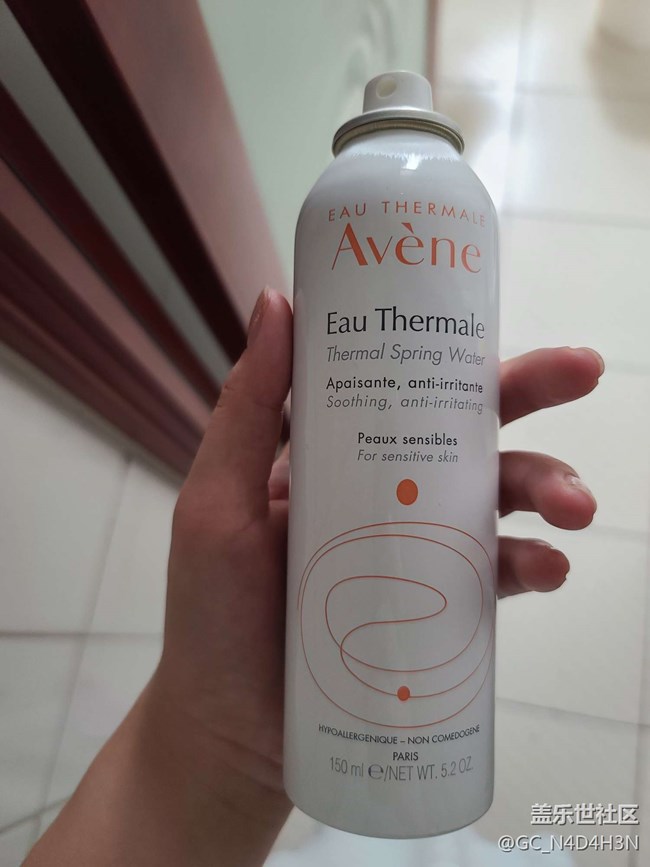 EAU THERMALE
Avène
Eau Thermale
Thermal Spring Water
Apaisante, anti-irritante
Soothing, anti-irritating
Peaux sensibles
For sensitive skin
HYPOALLERGENIQUE – NON COMEDOGENE
PARIS
150 ml ℮/NET WT. 5.2 OZ.
盖乐世社区
@GC_N4D4H3N